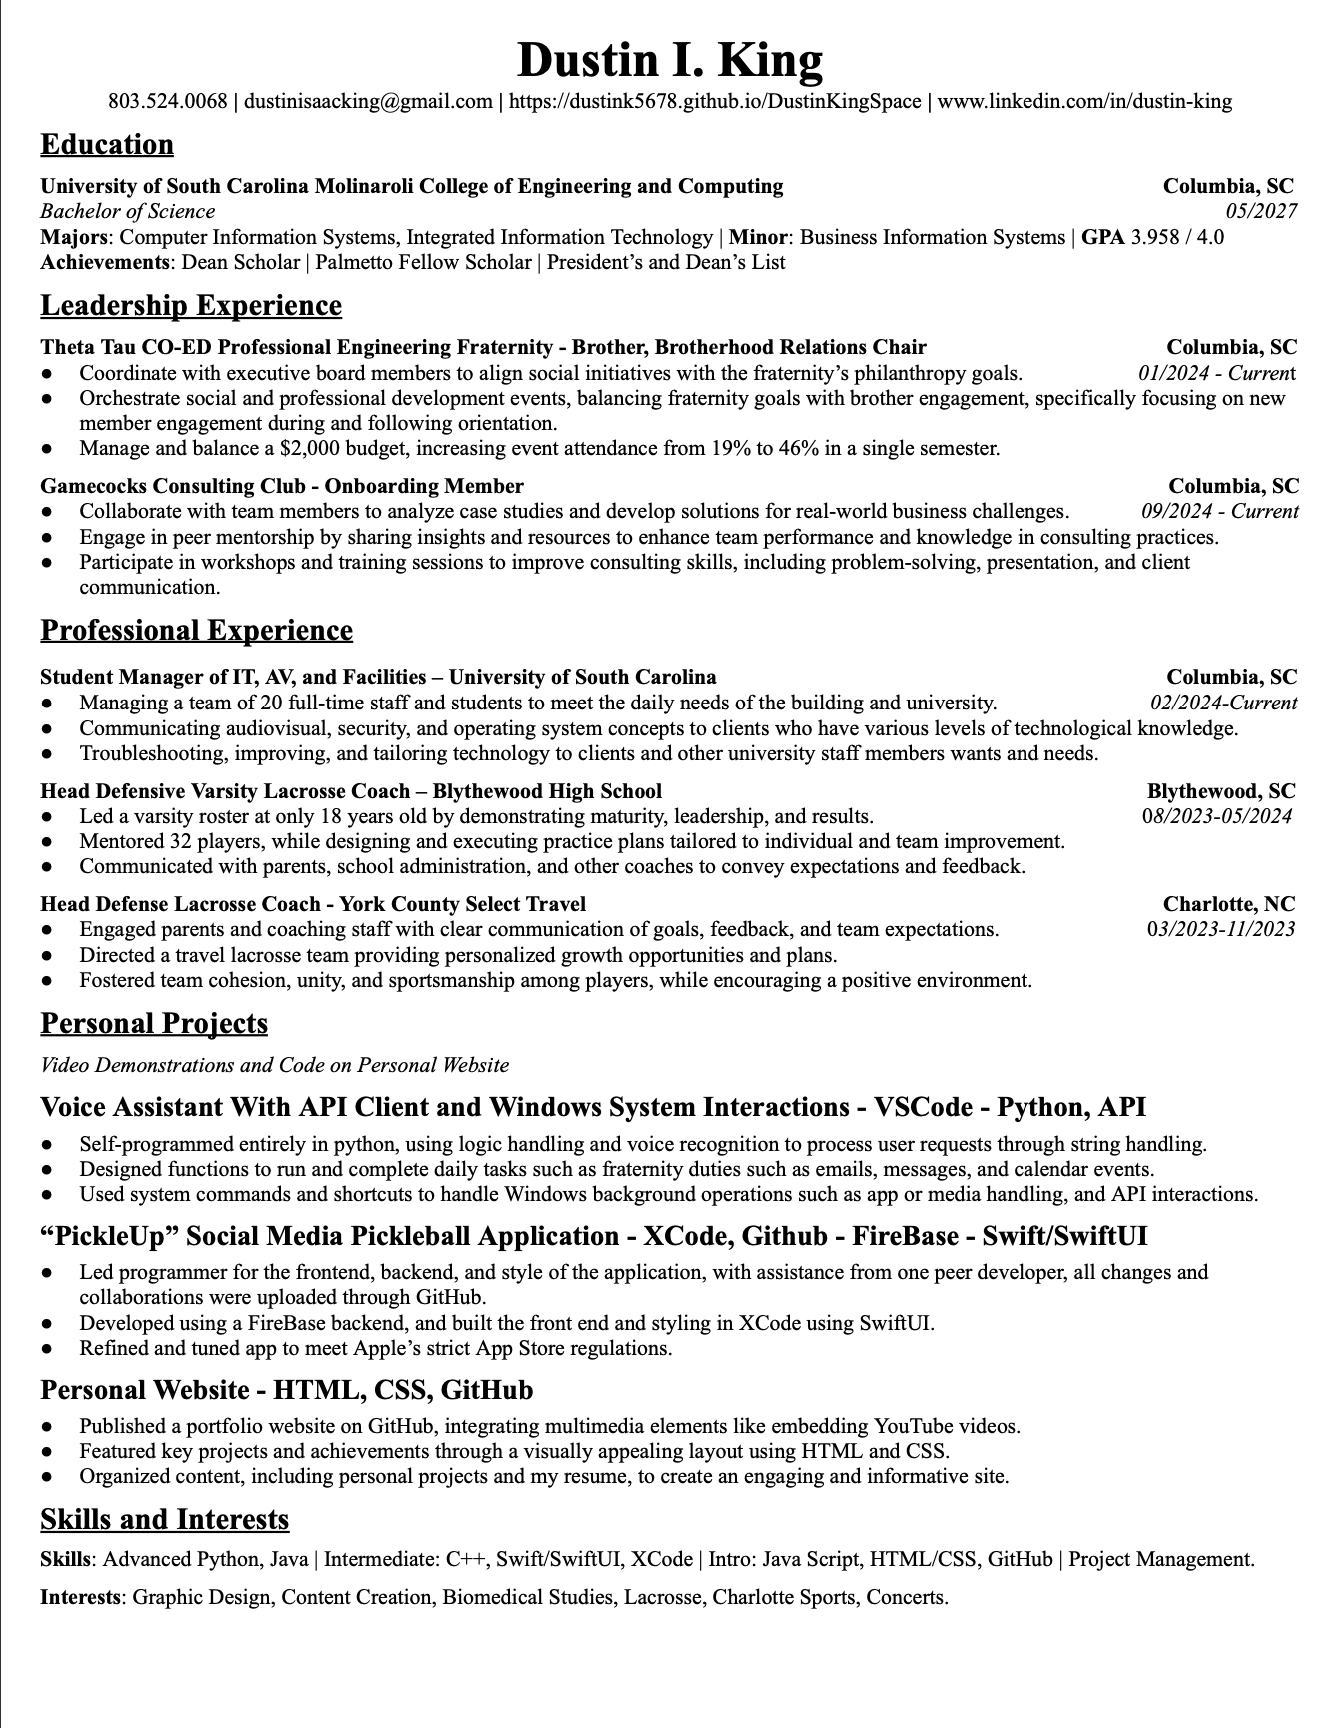 Dustin I. King
803.524.0068 | dustinisaacking@gmail.com | https://dustink5678.github.io/DustinKingSpace | www.linkedin.com/in/dustin-king
Education
University of South Carolina Molinaroli College of Engineering and Computing Columbia, SC
Bachelor of Science 05/2027
Majors: Computer Information Systems, Integrated Information Technology | Minor: Business Information Systems | GPA 3.958 / 4.0
Achievements: Dean Scholar | Palmetto Fellow Scholar | President’s and Dean’s List
Leadership Experience
Theta Tau CO-ED Professional Engineering Fraternity - Brother, Brotherhood Relations Chair Columbia, SC
● Coordinate with executive board members to align social initiatives with the fraternity’s philanthropy goals. 01/2024 - Current
● Orchestrate social and professional development events, balancing fraternity goals with brother engagement, specifically focusing on new
member engagement during and following orientation.
● Manage and balance a $2,000 budget, increasing event attendance from 19% to 46% in a single semester.
Gamecocks Consulting Club - Onboarding Member Columbia, SC
● Collaborate with team members to analyze case studies and develop solutions for real-world business challenges. 09/2024 - Current
● Engage in peer mentorship by sharing insights and resources to enhance team performance and knowledge in consulting practices.
● Participate in workshops and training sessions to improve consulting skills, including problem-solving, presentation, and client
communication.
Professional Experience
Student Manager of IT, AV, and Facilities – University of South Carolina Columbia, SC
● Managing a team of 20 full-time staff and students to meet the daily needs of the building and university. 02/2024-Current
● Communicating audiovisual, security, and operating system concepts to clients who have various levels of technological knowledge.
● Troubleshooting, improving, and tailoring technology to clients and other university staff members wants and needs.
Head Defensive Varsity Lacrosse Coach – Blythewood High School Blythewood, SC
● Led a varsity roster at only 18 years old by demonstrating maturity, leadership, and results. 08/2023-05/2024
● Mentored 32 players, while designing and executing practice plans tailored to individual and team improvement.
● Communicated with parents, school administration, and other coaches to convey expectations and feedback.
Head Defense Lacrosse Coach - York County Select Travel Charlotte, NC
● Engaged parents and coaching staff with clear communication of goals, feedback, and team expectations. 03/2023-11/2023
● Directed a travel lacrosse team providing personalized growth opportunities and plans.
● Fostered team cohesion, unity, and sportsmanship among players, while encouraging a positive environment.
Personal Projects
Video Demonstrations and Code on Personal Website
Voice Assistant With API Client and Windows System Interactions - VSCode - Python, API
● Self-programmed entirely in python, using logic handling and voice recognition to process user requests through string handling.
● Designed functions to run and complete daily tasks such as fraternity duties such as emails, messages, and calendar events.
● Used system commands and shortcuts to handle Windows background operations such as app or media handling, and API interactions.
“PickleUp” Social Media Pickleball Application - XCode, Github - FireBase - Swift/SwiftUI
● Led programmer for the frontend, backend, and style of the application, with assistance from one peer developer, all changes and
collaborations were uploaded through GitHub.
● Developed using a FireBase backend, and built the front end and styling in XCode using SwiftUI.
● Refined and tuned app to meet Apple’s strict App Store regulations.
Personal Website - HTML, CSS, GitHub
● Published a portfolio website on GitHub, integrating multimedia elements like embedding YouTube videos.
● Featured key projects and achievements through a visually appealing layout using HTML and CSS.
● Organized content, including personal projects and my resume, to create an engaging and informative site.
Skills and Interests
Skills: Advanced Python, Java | Intermediate: C++, Swift/SwiftUI, XCode | Intro: Java Script, HTML/CSS, GitHub | Project Management.
Interests: Graphic Design, Content Creation, Biomedical Studies, Lacrosse, Charlotte Sports, Concerts.